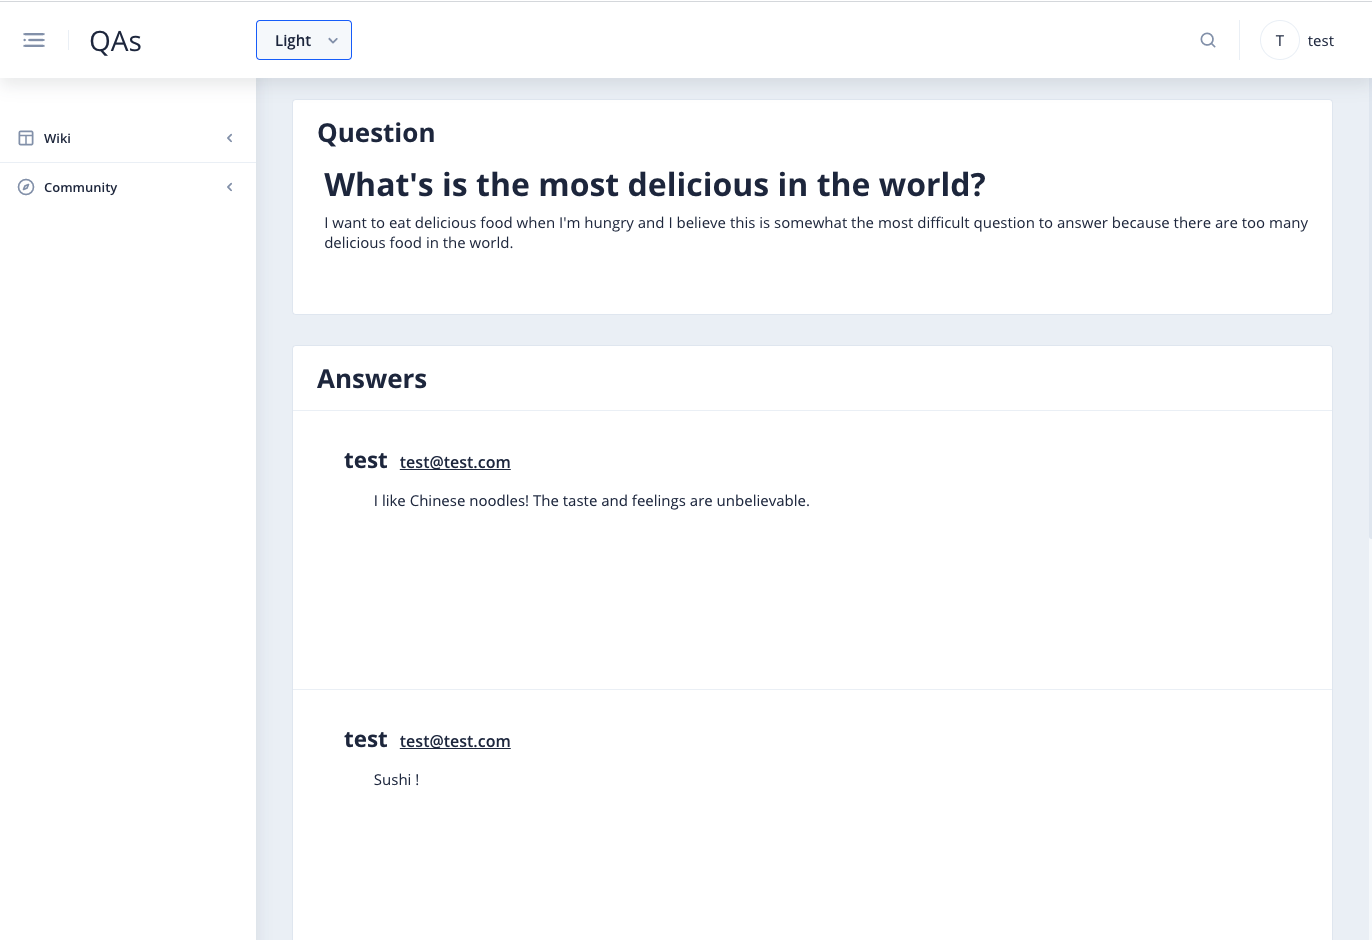 QAs
Light
T
test
Wiki
Community
Question
What's is the most delicious in the world?
I want to eat delicious food when I'm hungry and I believe this is somewhat the most difficult question to answer because there are too many
delicious food in the world.
Answers
test test@test.com
I like Chinese noodles! The taste and feelings are unbelievable.
test test@test.com
Sushi !